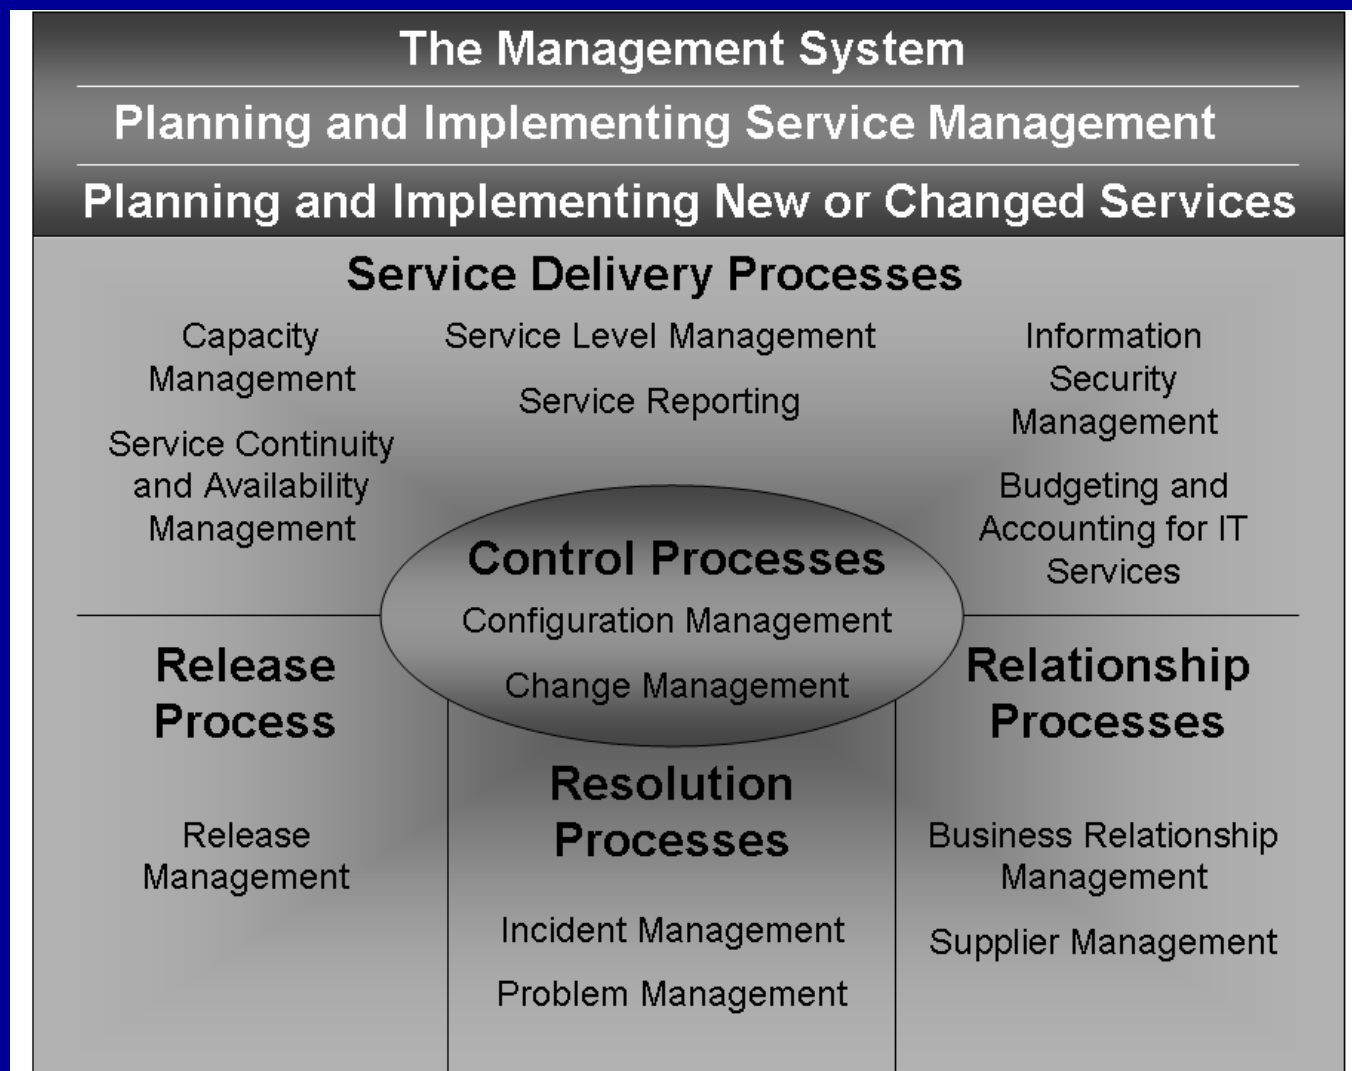 The Management System
Planning and Implementing Service Management
Planning and Implementing New or Changed Services
Service Delivery Processes
Capacity
Management
Service Continuity
and Availability
Management
Service Level Management
Service Reporting
Information
Security
Management
Budgeting and
Accounting for IT
Services
Control Processes
Configuration Management
Change Management
Release
Process
Release
Management
Resolution
Processes
Incident Management
Problem Management
Relationship
Processes
Business Relationship
Management
Supplier Management